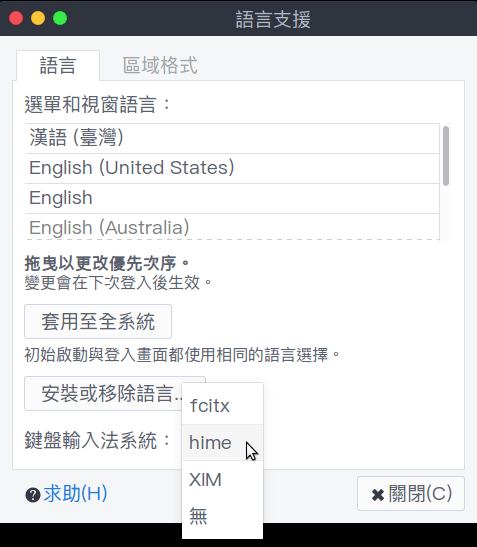 語言支援
語言 區域格式
選單和視窗語言：
漢語 (臺灣)
English (United States)
English
English (Australia)
拖曳以更改優先次序。
變更會在下次登入後生效。
套用至全系統
初始啟動與登入畫面都使用相同的語言選擇。
安裝或移除語言...
鍵盤輸入法系統：
fcitx
hime
XIM
無
求助(H) 關閉(C)